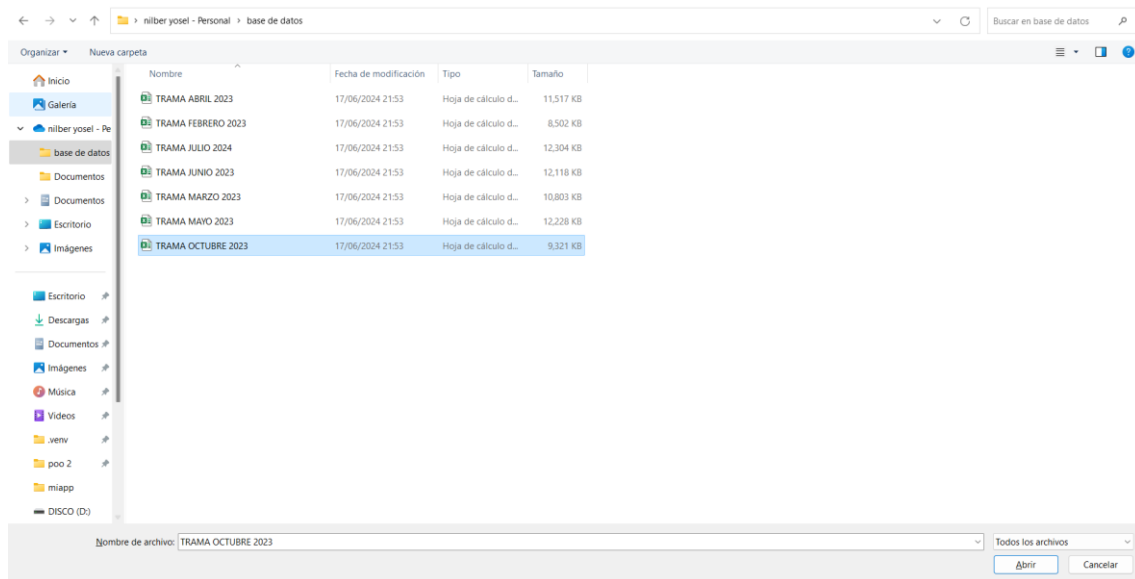 nilber yosel - Personal > base de datos
Buscar en base de datos
Organizar
Nueva carpeta
Inicio
Galería
nilber yosel - Pe
base de datos
Documentos
Documentos
Escritorio
Imágenes
Escritorio
Descargas
Documentos
Imágenes
Música
Videos
.venv
poo 2
miapp
DISCO (D:)
Nombre Fecha de modificación Tipo Tamaño
TRAMA ABRIL 2023 17/06/2024 21:53 Hoja de cálculo d... 11,517 KB
TRAMA FEBRERO 2023 17/06/2024 21:53 Hoja de cálculo d... 8,502 KB
TRAMA JULIO 2024 17/06/2024 21:53 Hoja de cálculo d... 12,304 KB
TRAMA JUNIO 2023 17/06/2024 21:53 Hoja de cálculo d... 12,118 KB
TRAMA MARZO 2023 17/06/2024 21:53 Hoja de cálculo d... 10,803 KB
TRAMA MAYO 2023 17/06/2024 21:53 Hoja de cálculo d... 12,228 KB
TRAMA OCTUBRE 2023 17/06/2024 21:53 Hoja de cálculo d... 9,321 KB
Nombre de archivo: TRAMA OCTUBRE 2023
Todos los archivos
Abrir
Cancelar